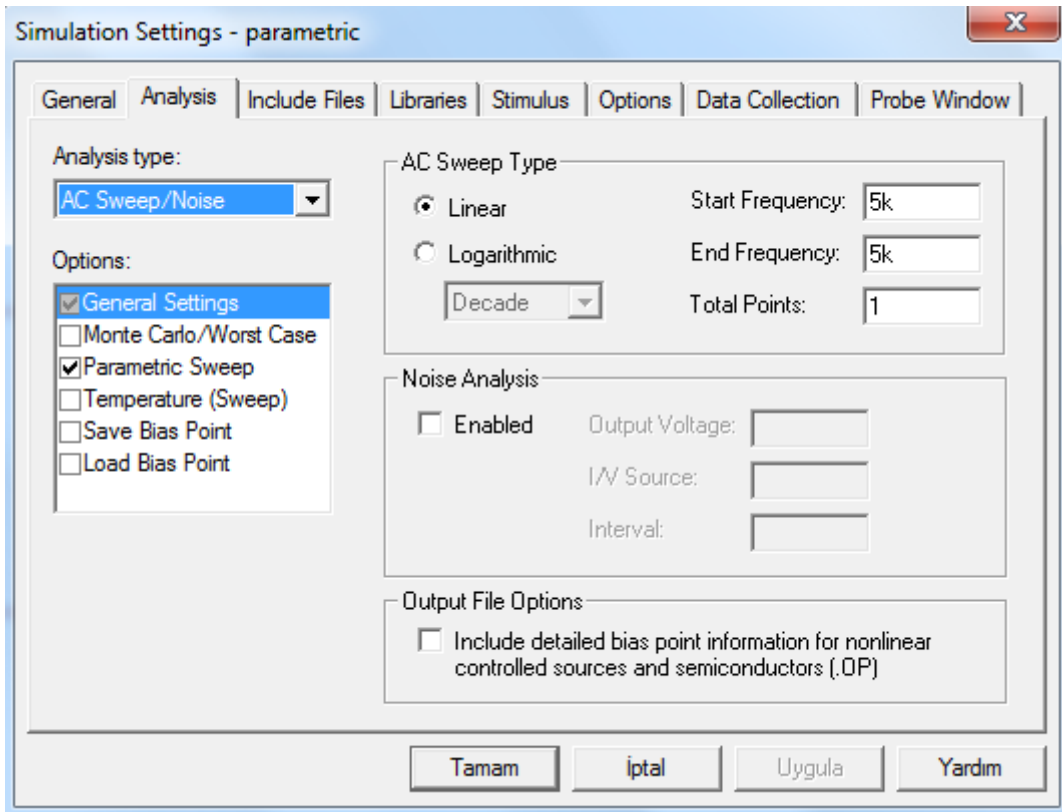 Simulation Settings - parametric
General Analysis Include Files Libraries Stimulus Options Data Collection Probe Window
Analysis type:
AC Sweep/Noise
Options:
General Settings
Monte Carlo/Worst Case
Parametric Sweep
Temperature (Sweep)
Save Bias Point
Load Bias Point
AC Sweep Type
Linear
Logarithmic
Decade
Start Frequency: 5k
End Frequency: 5k
Total Points: 1
Noise Analysis
Enabled
Output Voltage:
I/V Source:
Interval:
Output File Options
Include detailed bias point information for nonlinear
controlled sources and semiconductors (.OP)
Tamam İptal Uygula Yardım